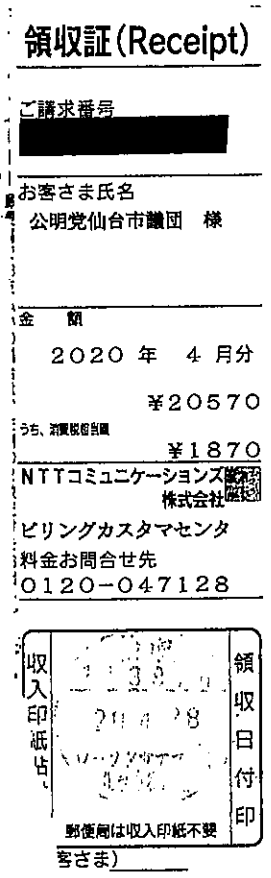 領収証(Receipt)
ご請求番号
お客さま氏名
公明党仙台市議団 様
金 額
2020 年 4 月分
¥20570
うち、消費税相当額
¥1870
NTTコミュニケーションズ
株式会社
ビリングカスタマセンタ
料金お問合せ先
0120-047128
収入印紙貼
領収日付印
郵便局は収入印紙不要
客さま)